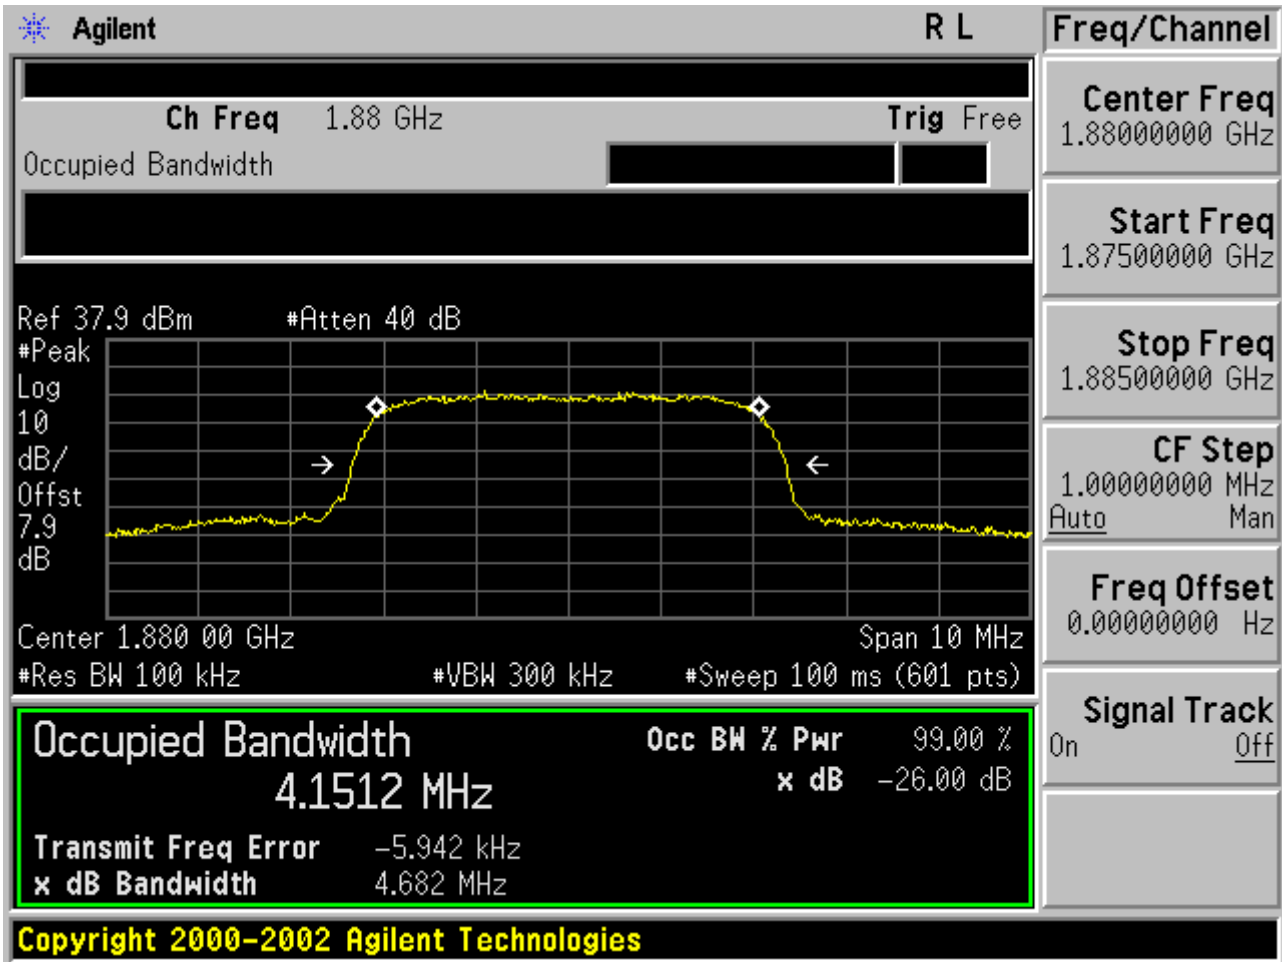 Agilent R L Freq/Channel
Ch Freq 1.88 GHz Trig Free
Occupied Bandwidth
Center Freq
1.88000000 GHz
Start Freq
1.87500000 GHz
Stop Freq
1.88500000 GHz
CF Step
1.00000000 MHz
Auto Man
Freq Offset
0.00000000 Hz
Signal Track
On Off
Ref 37.9 dBm #Atten 40 dB
#Peak
Log
10
dB/
Offst
7.9
dB
Center 1.880 00 GHz Span 10 MHz
#Res BW 100 kHz #VBW 300 kHz #Sweep 100 ms (601 pts)
Occupied Bandwidth Occ BW % Pwr 99.00 %
4.1512 MHz x dB -26.00 dB
Transmit Freq Error -5.942 kHz
x dB Bandwidth 4.682 MHz
Copyright 2000-2002 Agilent Technologies